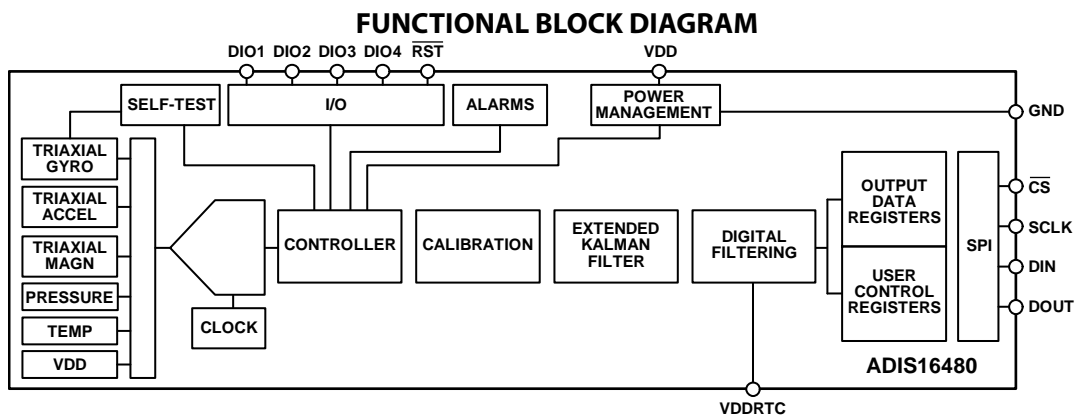 FUNCTIONAL BLOCK DIAGRAM
DIO1 DIO2 DIO3 DIO4 RST VDD
SELF-TEST
I/O
ALARMS
POWER
MANAGEMENT
GND
TRIAXIAL
GYRO
TRIAXIAL
ACCEL
TRIAXIAL
MAGN
PRESSURE
TEMP
VDD
CLOCK
CONTROLLER
CALIBRATION
EXTENDED
KALMAN
FILTER
DIGITAL
FILTERING
OUTPUT
DATA
REGISTERS
USER
CONTROL
REGISTERS
SPI
CS
SCLK
DIN
DOUT
ADIS16480
VDDRTC